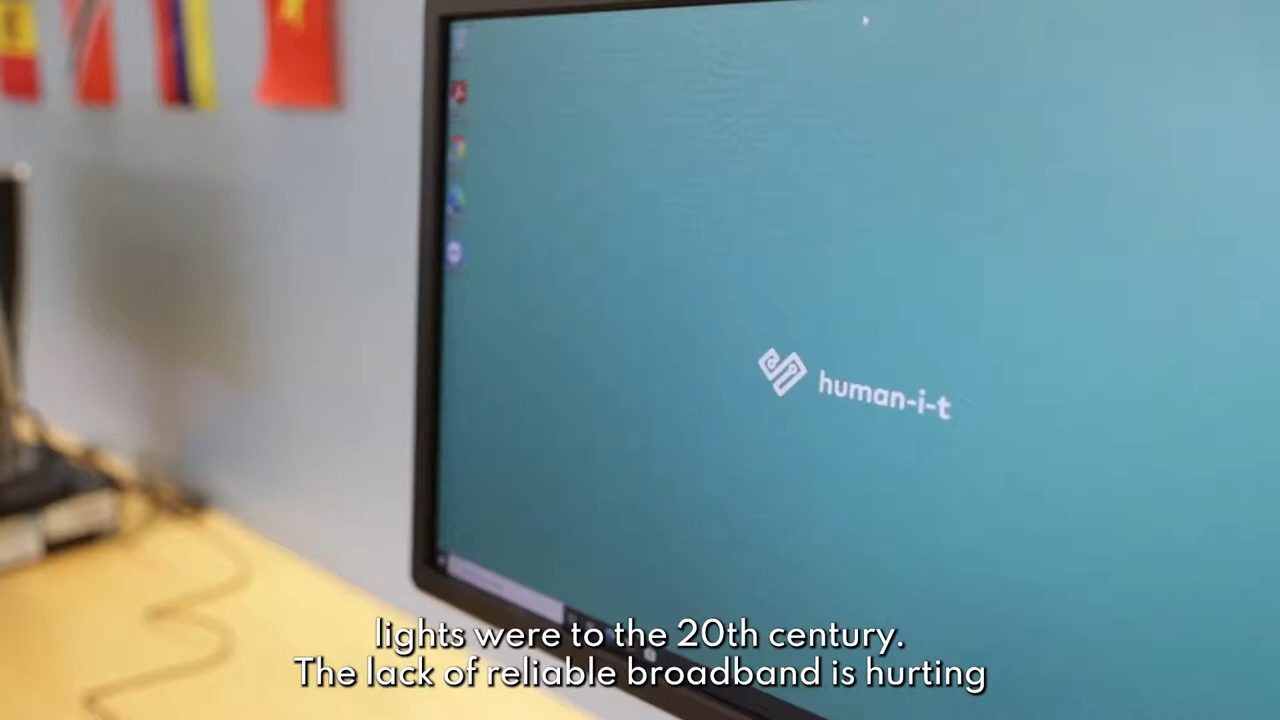 human-i-t
lights were to the 20th century.
The lack of reliable broadband is hurting